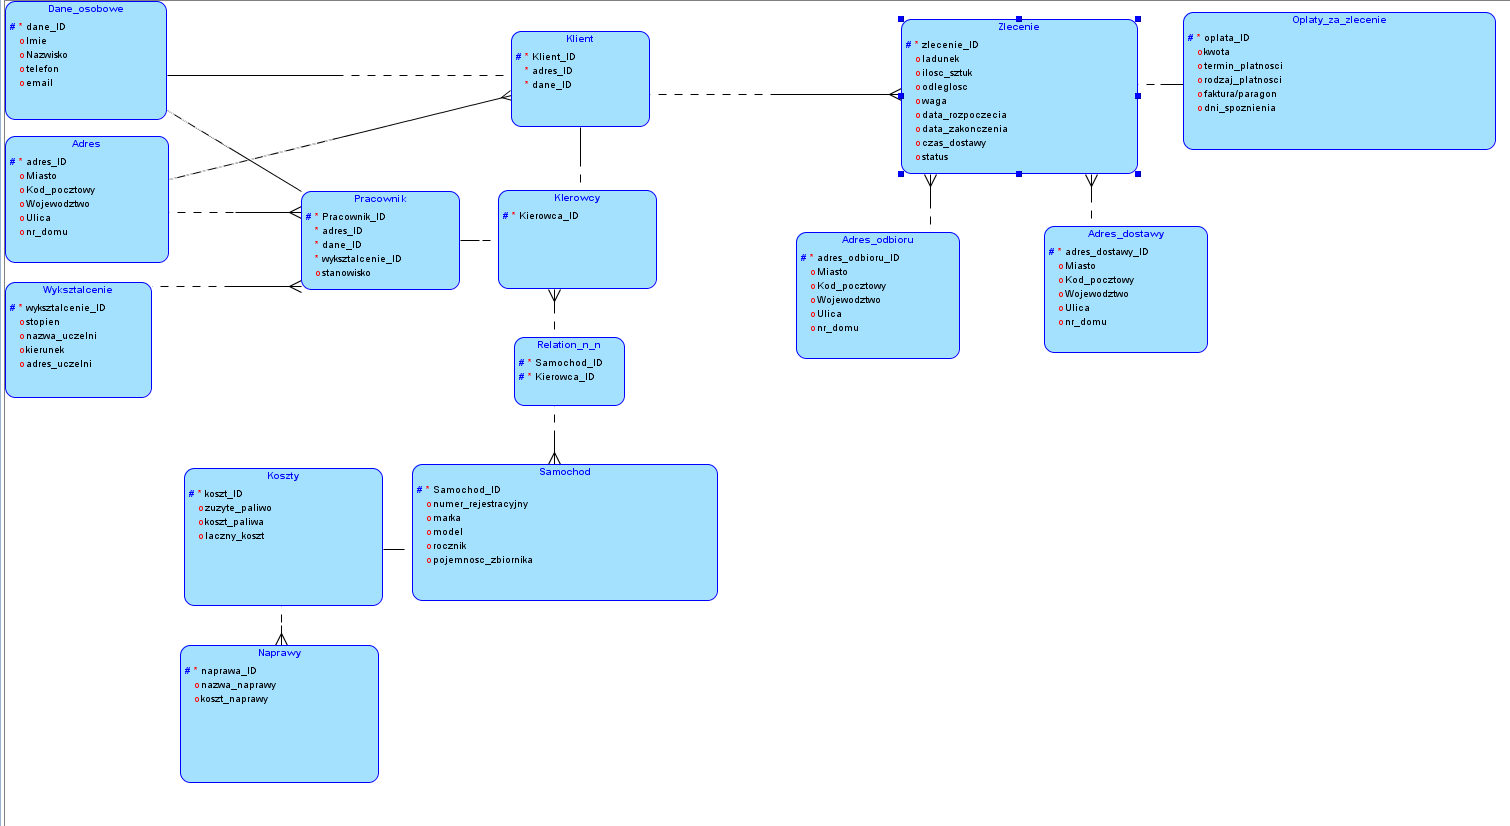 Dane_osobowe
# * dane_ID
o Imie
o Nazwisko
o telefon
o email
Adres
# * adres_ID
o Miasto
o Kod_pocztowy
o Wojewodztwo
o Ulica
o nr_domu
Wyksztalcenie
# * wyksztalcenie_ID
o stopien
o nazwa_uczelni
o kierunek
o adres_uczelni
Klient
# * Klient_ID
* adres_ID
* dane_ID
Pracownik
# * Pracownik_ID
* adres_ID
* dane_ID
* wyksztalcenie_ID
o stanowisko
Kierowcy
# * Kierowca_ID
Relation_n_n
# * Samochod_ID
# * Kierowca_ID
Samochod
# * Samochod_ID
o numer_rejestracyjny
o marka
o model
o rocznik
o pojemnosc_zbiornika
Koszty
# * koszt_ID
o zuzyte_paliwo
o koszt_paliwa
o laczny_koszt
Naprawy
# * naprawa_ID
o nazwa_naprawy
o koszt_naprawy
Zlecenie
# * zlecenie_ID
o ladunek
o ilosc_sztuk
o odleglosc
o waga
o data_rozpoczecia
o data_zakonczenia
o czas_dostawy
o status
Oplaty_za_zlecenie
# * oplata_ID
o kwota
o termin_platnosci
o rodzaj_platnosci
o faktura/paragon
o dni_spoznienia
Adres_odbioru
# * adres_odbioru_ID
o Miasto
o Kod_pocztowy
o Wojewodztwo
o Ulica
o nr_domu
Adres_dostawy
# * adres_dostawy_ID
o Miasto
o Kod_pocztowy
o Wojewodztwo
o Ulica
o nr_domu